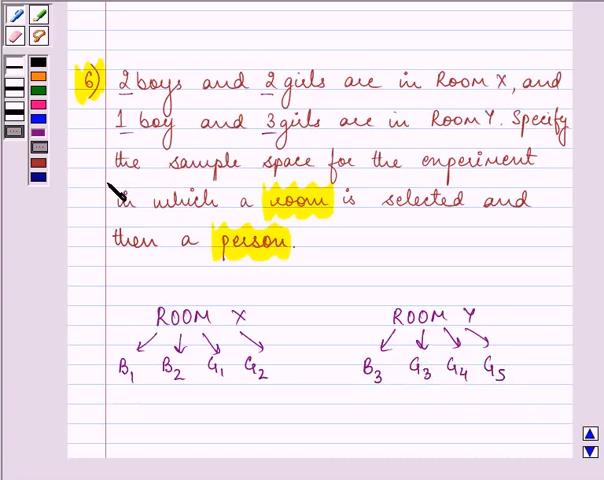 6) 2 boys and 2 girls are in ROOM X, and
1 boy and 3 girls are in ROOM Y. Specify
the sample space for the experiment
in which a room is selected and
then a person.
ROOM X ROOM Y
B₁ B₂ G₁ G₂ B₃ G₃ G₄ G₅